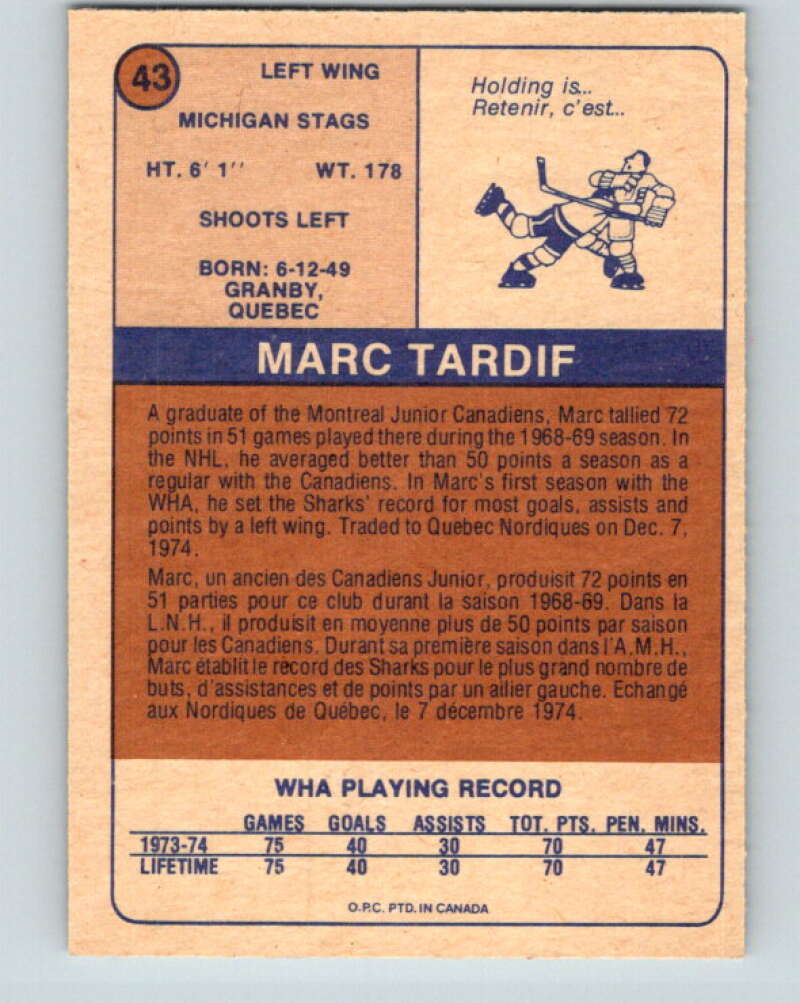 43
LEFT WING
MICHIGAN STAGS
HT. 6' 1'' WT. 178
SHOOTS LEFT
BORN: 6-12-49
GRANBY,
QUEBEC
Holding is...
Retenir, c'est...
MARC TARDIF
A graduate of the Montreal Junior Canadiens, Marc tallied 72
points in 51 games played there during the 1968-69 season. In
the NHL, he averaged better than 50 points a season as a
regular with the Canadiens. In Marc's first season with the
WHA, he set the Sharks' record for most goals, assists and
points by a left wing. Traded to Quebec Nordiques on Dec. 7,
1974.
Marc, un ancien des Canadiens Junior, produisit 72 points en
51 parties pour ce club durant la saison 1968-69. Dans la
L.N.H., il produisit en moyenne plus de 50 points par saison
pour les Canadiens. Durant sa première saison dans l'A.M.H.,
Marc établit le record des Sharks pour le plus grand nombre de
buts, d'assistances et de points par un ailier gauche. Echangé
aux Nordiques de Québec, le 7 décembre 1974.
WHA PLAYING RECORD
GAMES GOALS ASSISTS TOT. PTS. PEN. MINS.
1973-74 75 40 30 70 47
LIFETIME 75 40 30 70 47
O.P.C. PTD. IN CANADA